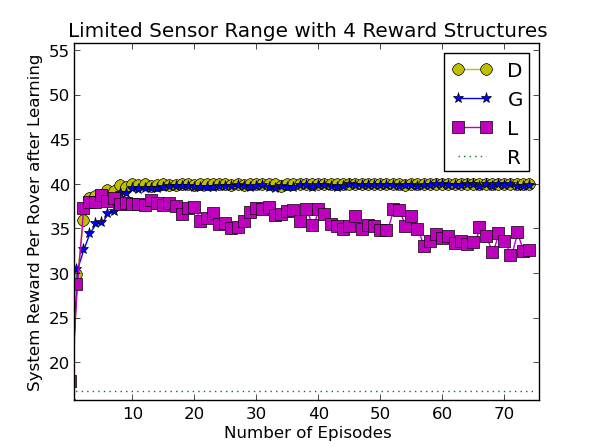 Limited Sensor Range with 4 Reward Structures
System Reward Per Rover after Learning
55
50
45
40
35
30
25
20
D
G
L
R
10 20 30 40 50 60 70
Number of Episodes